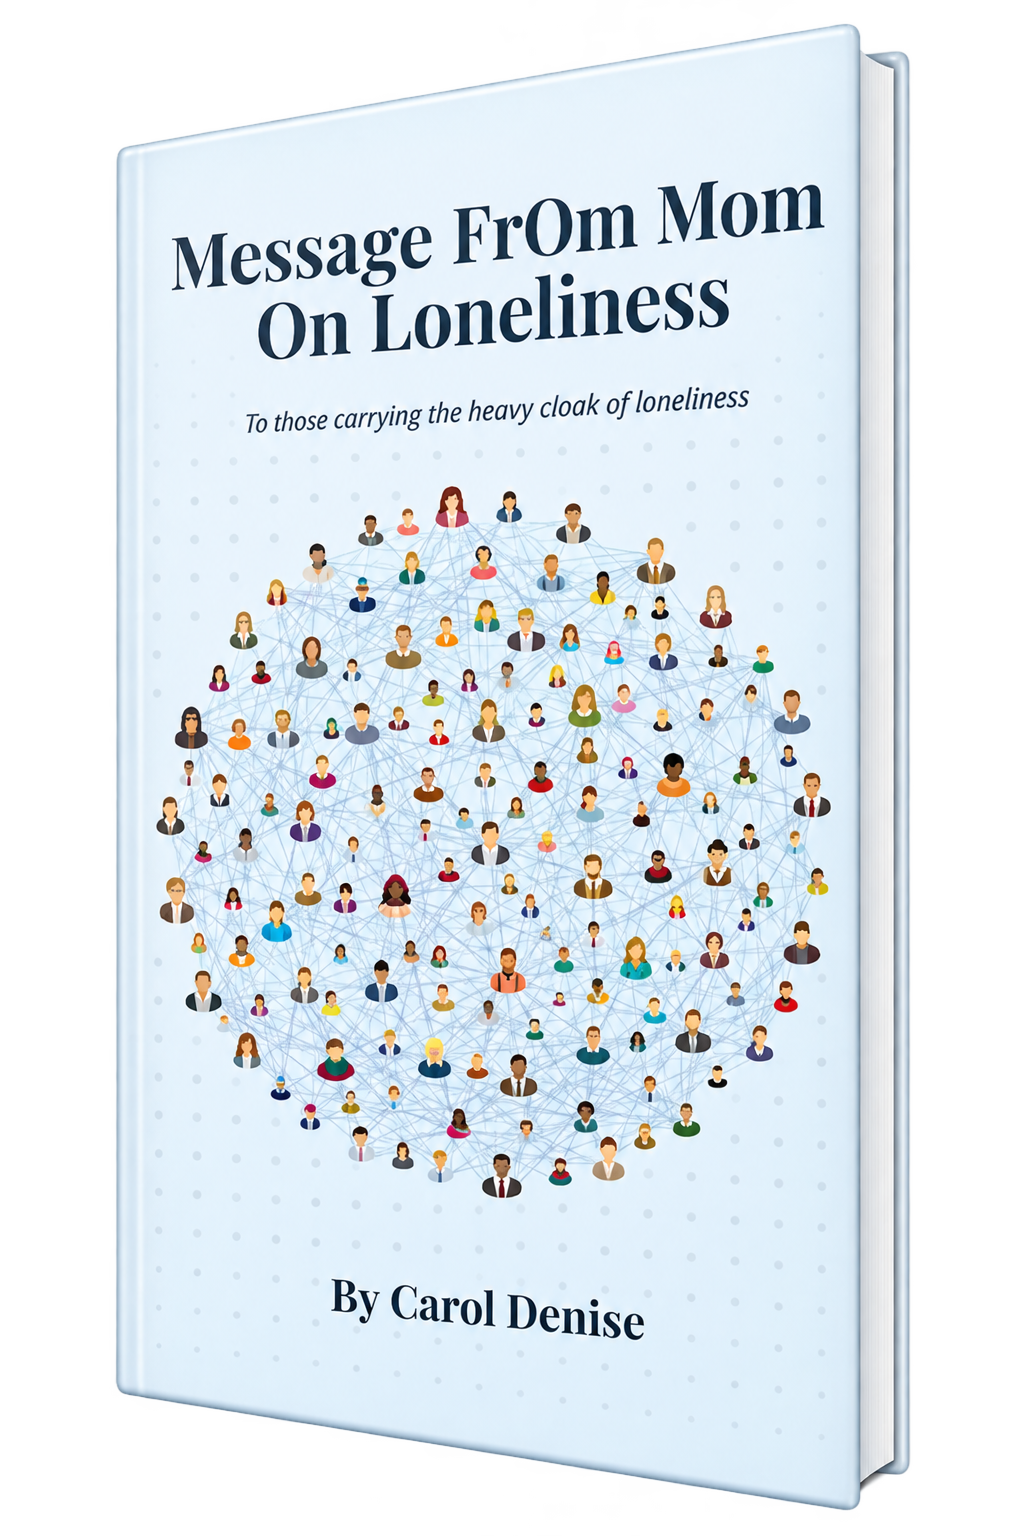 Message FrOm Mom
On Loneliness
To those carrying the heavy cloak of loneliness
By Carol Denise